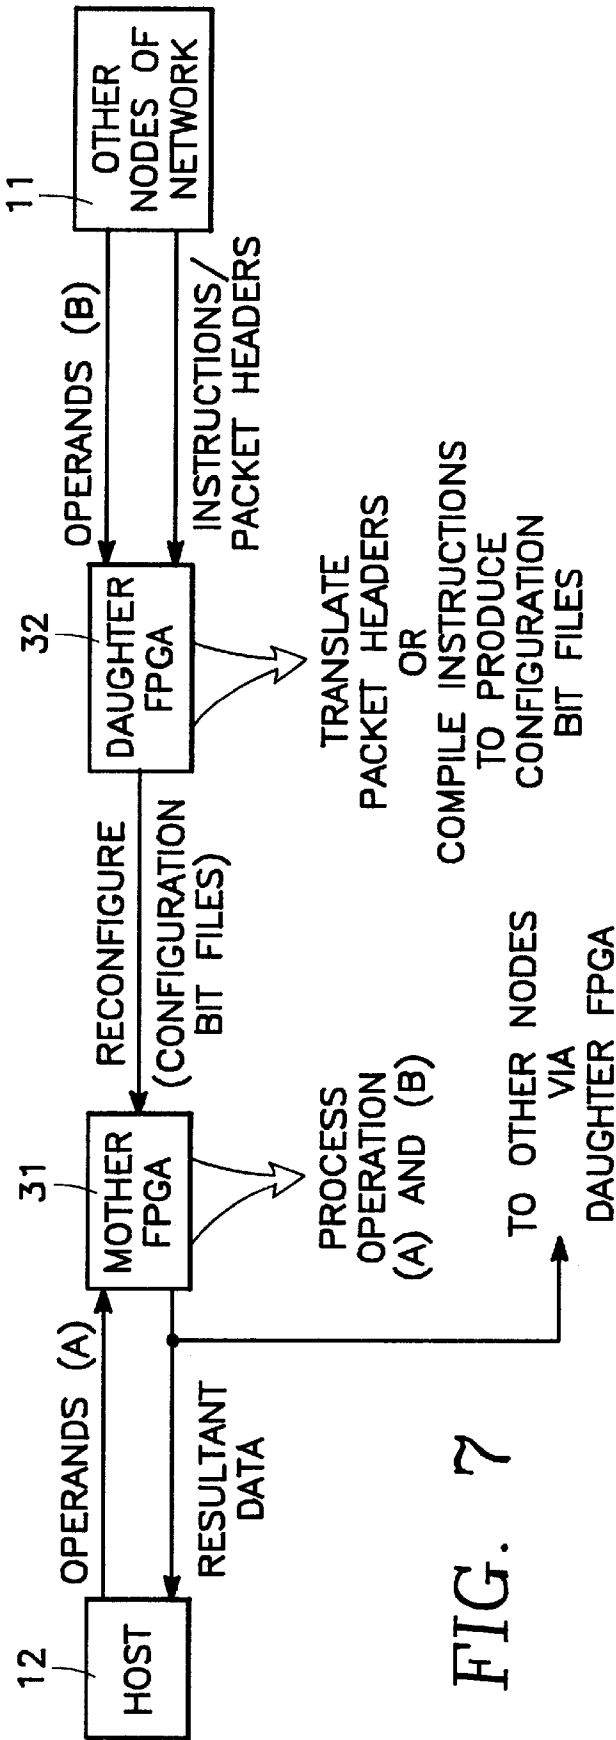 12
HOST
OPERANDS (A)
RESULTANT
DATA
31
MOTHER
FPGA
PROCESS
OPERATION
(A) AND (B)
TO OTHER NODES
VIA
DAUGHTER FPGA
RECONFIGURE
(CONFIGURATION
BIT FILES)
32
DAUGHTER
FPGA
TRANSLATE
PACKET HEADERS
OR
COMPILE INSTRUCTIONS
TO PRODUCE
CONFIGURATION
BIT FILES
OPERANDS (B)
INSTRUCTIONS/
PACKET HEADERS
11
OTHER
NODES OF
NETWORK
FIG. 7